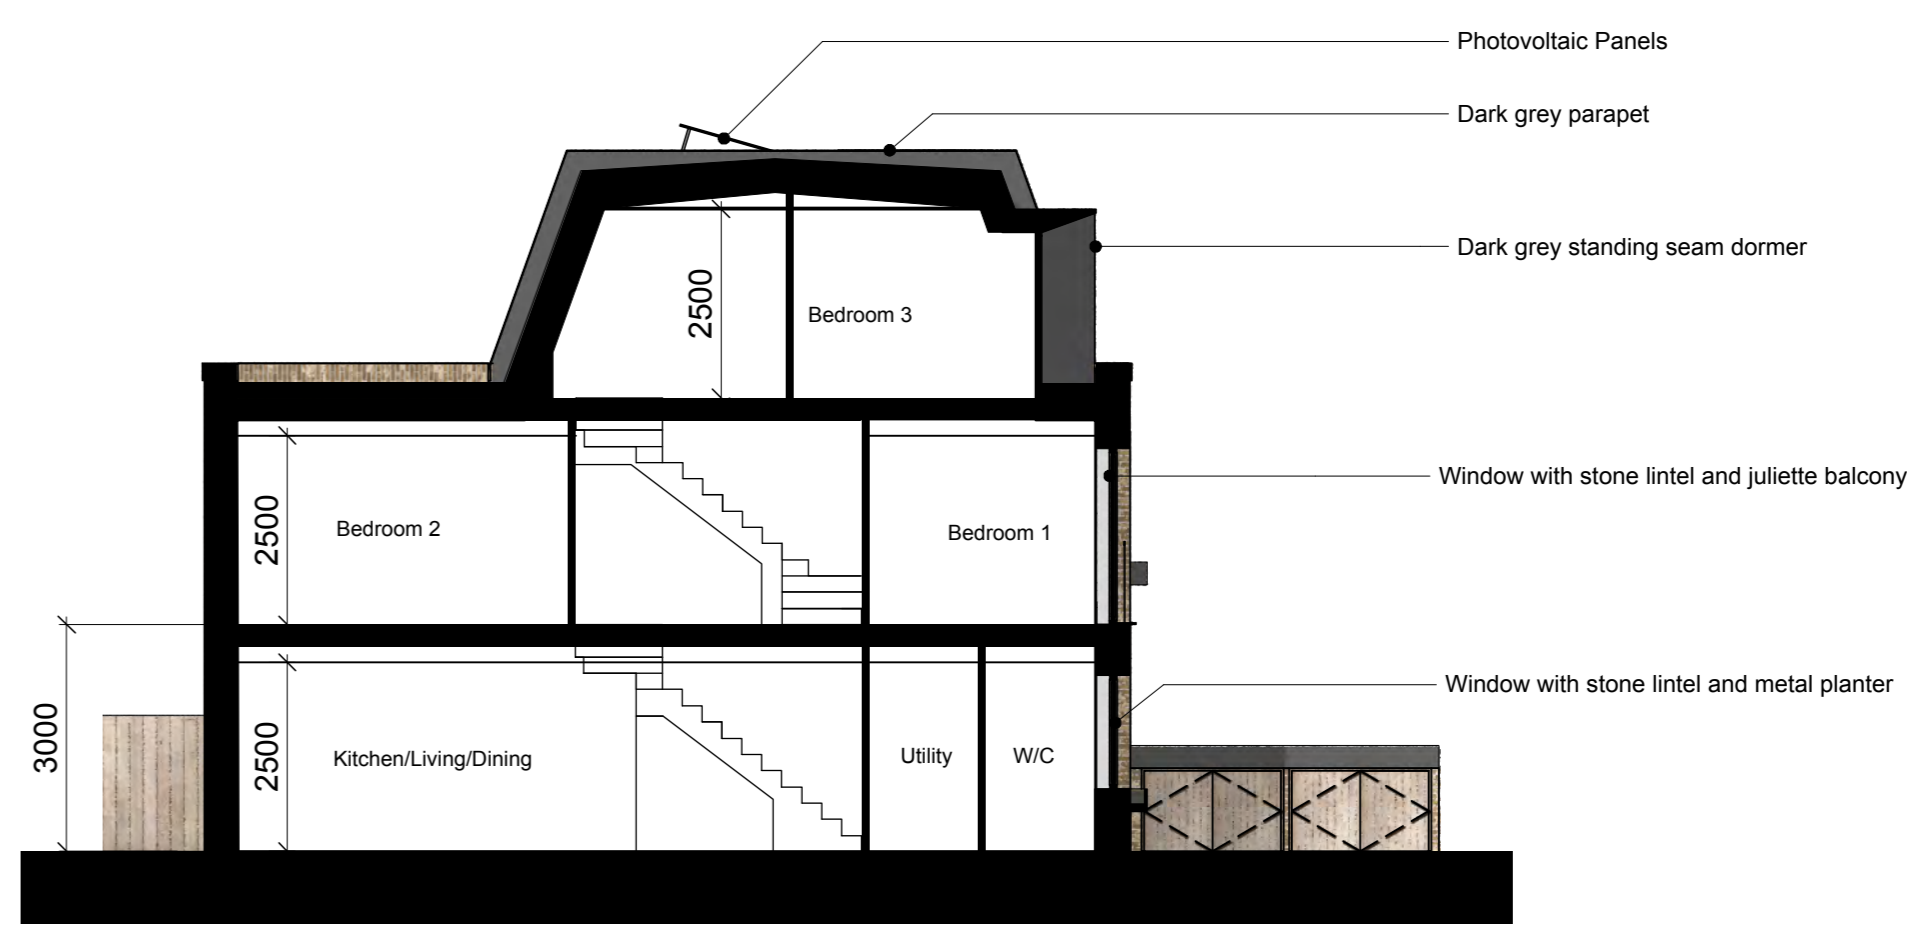 Photovoltaic Panels
Dark grey parapet
Dark grey standing seam dormer
2500
Bedroom 3
Window with stone lintel and juliette balcony
2500
Bedroom 2
Bedroom 1
Window with stone lintel and metal planter
3000
2500
Kitchen/Living/Dining
Utility
W/C